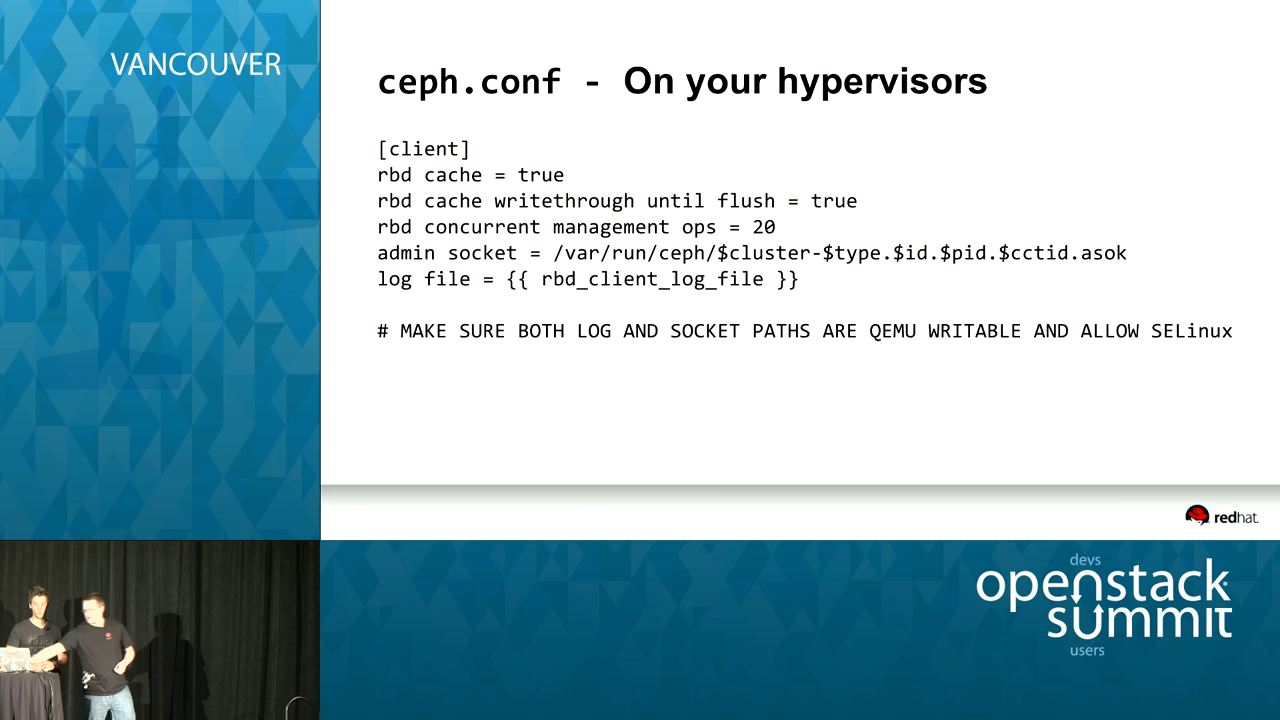 VANCOUVER
ceph.conf - On your hypervisors
[client]
rbd cache = true
rbd cache writethrough until flush = true
rbd concurrent management ops = 20
admin socket = /var/run/ceph/$cluster-$type.$id.$pid.$cctid.asok
log file = {{ rbd_client_log_file }}
# MAKE SURE BOTH LOG AND SOCKET PATHS ARE QEMU WRITABLE AND ALLOW SELinux
redhat.
devs
openstack
summit
users